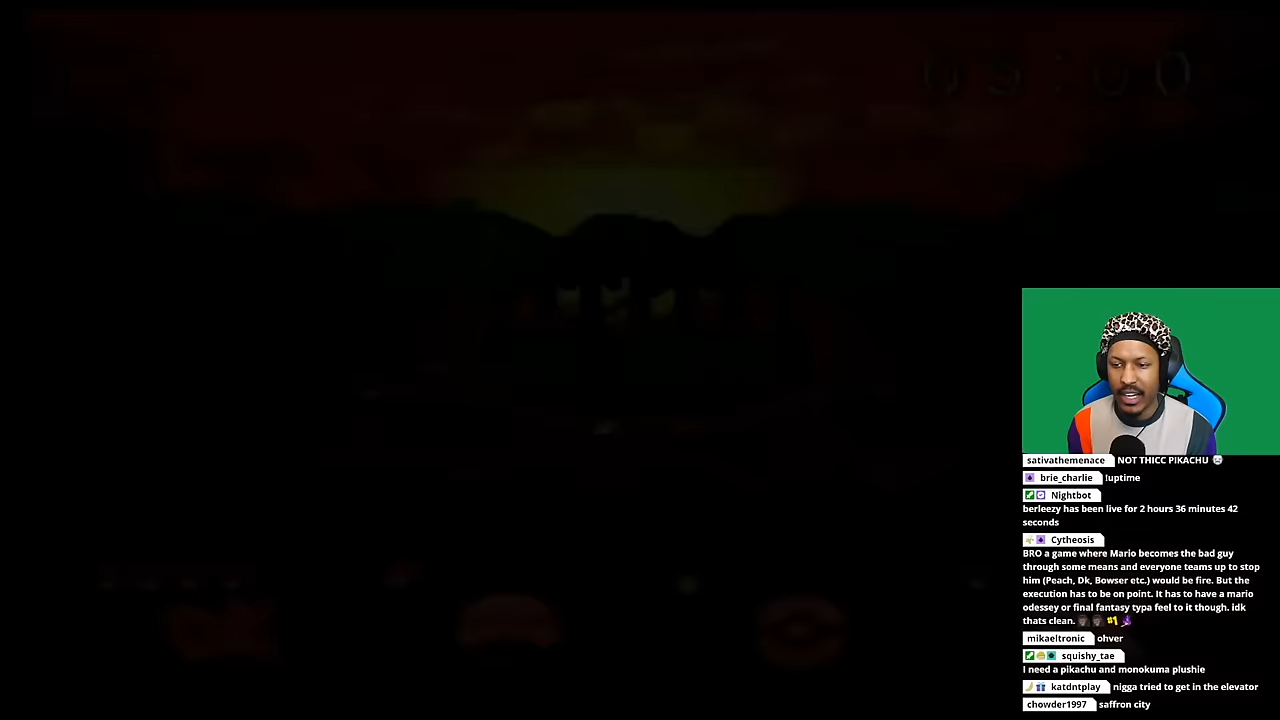 sativathemenace NOT THICC PIKACHU
brie_charlie !uptime
Nightbot
berleezy has been live for 2 hours 36 minutes 42
seconds
Cytheosis
BRO a game where Mario becomes the bad guy
through some means and everyone teams up to stop
him (Peach, Dk, Bowser etc.) would be fire. But the
execution has to be on point. It has to have a mario
odessey or final fantasy typa feel to it though. idk
thats clean. #1
mikaeltronic ohver
squishy_tae
I need a pikachu and monokuma plushie
katdntplay nigga tried to get in the elevator
chowder1997 saffron city